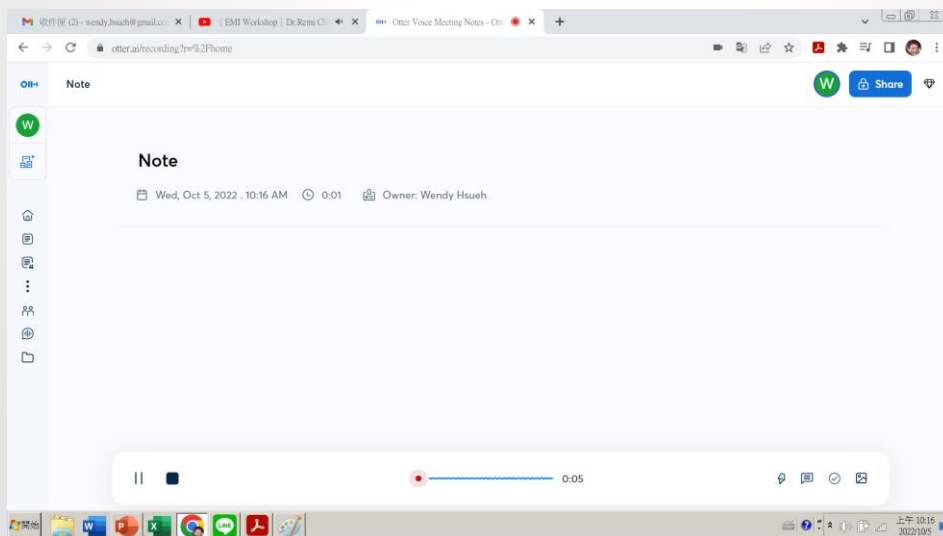 收件匣 (2) - wendy.hsueh@gmail.co
[EMI Workshop] Dr.Remi Ch
Otter Voice Meeting Notes - Ott
otter.ai/recording?r=%2Fhome
Note
W
Share
W
Note
Wed, Oct 5, 2022 . 10:16 AM
0:01
Owner: Wendy Hsueh
0:05
開始
W
P
X
LINE
上午 10:16
2022/10/5